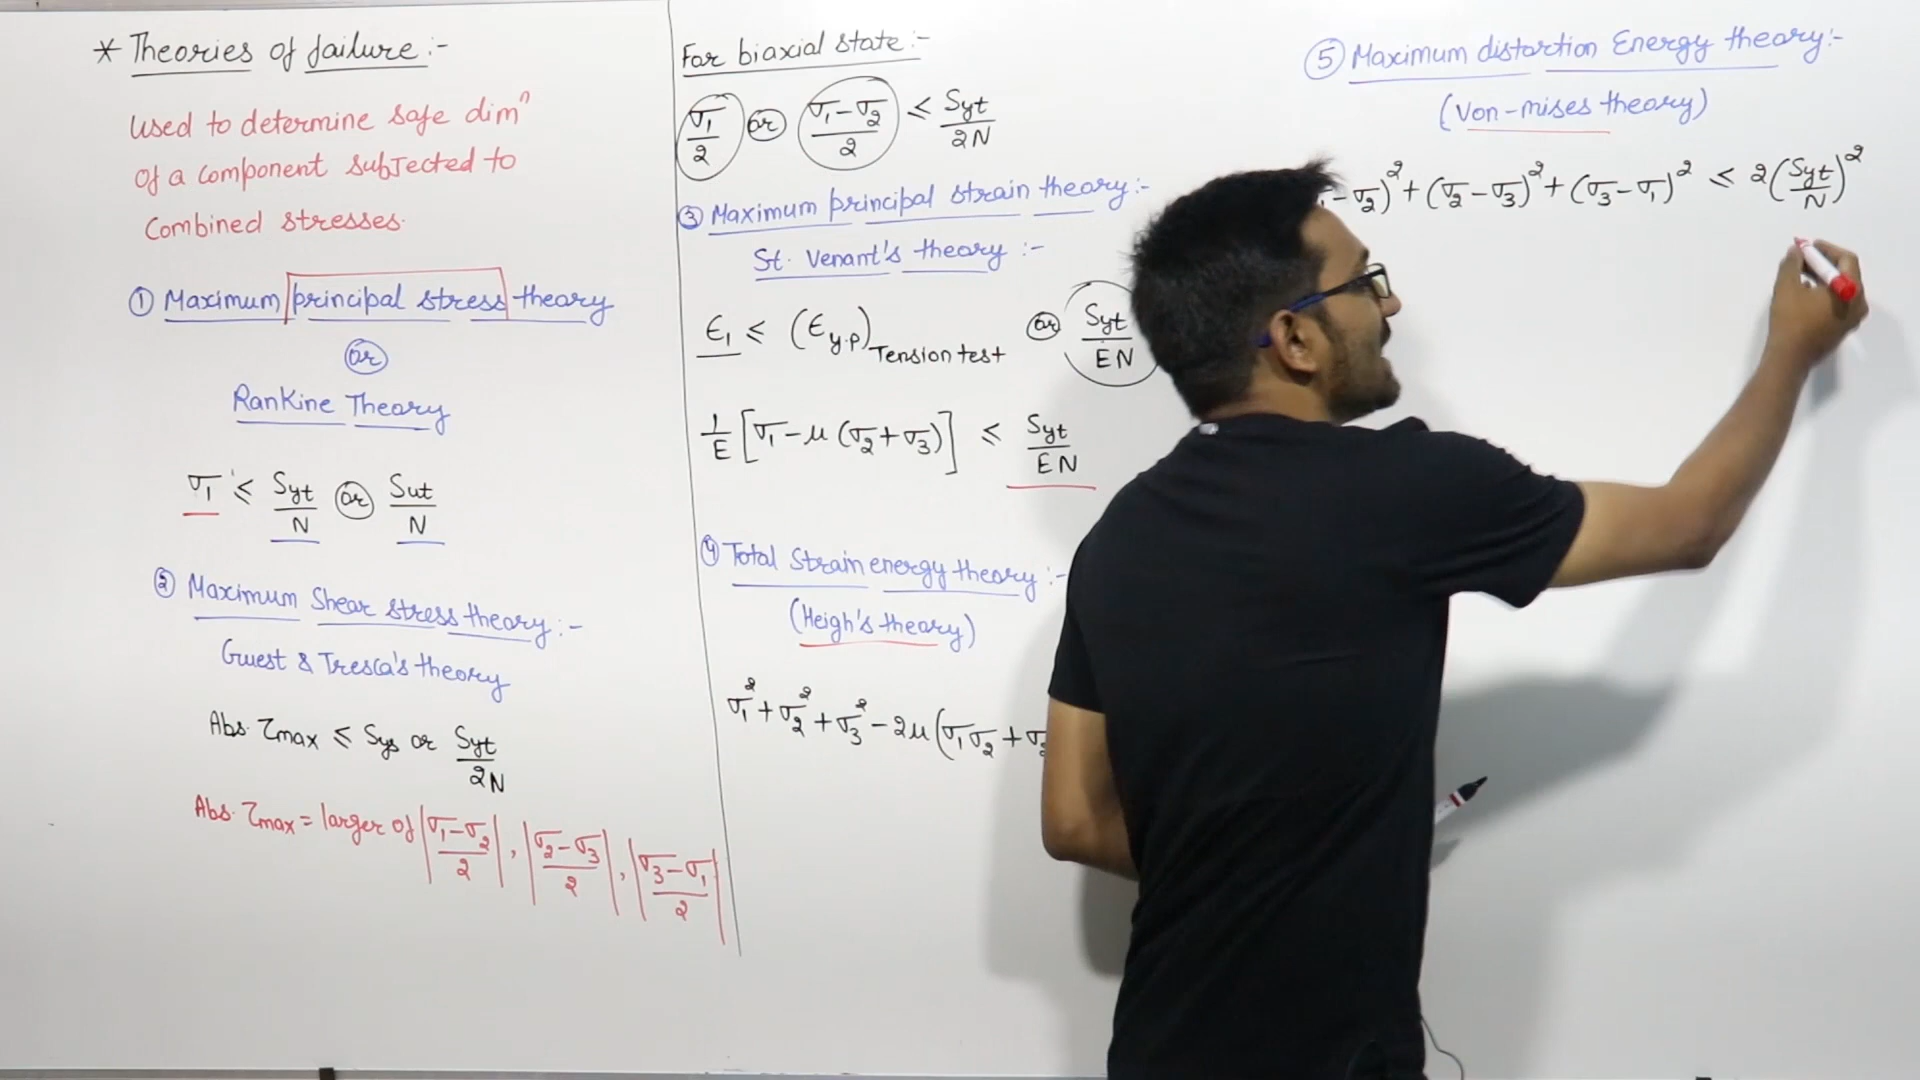 * Theories of failure :-
used to determine safe dimⁿ
of a component subjected to
combined stresses.
① Maximum principal stress theory
or
Rankine Theory
σ₁ ≤ Syt/N or Sut/N
② Maximum Shear stress theory :-
Guest & Tresca's theory
Abs. τmax ≤ Sys or Syt/2N
Abs. τmax = larger of |(σ₁-σ₂)/2|, |(σ₂-σ₃)/2|, |(σ₃-σ₁)/2|
For biaxial state :-
σ₁/2 or (σ₁-σ₂)/2 ≤ Syt/2N
③ Maximum principal strain theory :-
St. Venant's theory :-
ϵ₁ ≤ (ϵy.p)Tension test or Syt/EN
1/E [σ₁-μ(σ₂+σ₃)] ≤ Syt/EN
④ Total Strain energy theory :-
(Heigh's theory)
σ₁² + σ₂² + σ₃² - 2μ(σ₁σ₂ + σ
⑤ Maximum distortion Energy theory :-
(Von-mises theory)
-σ₂)² + (σ₂-σ₃)² + (σ₃-σ₁)² ≤ 2(Syt/N)²